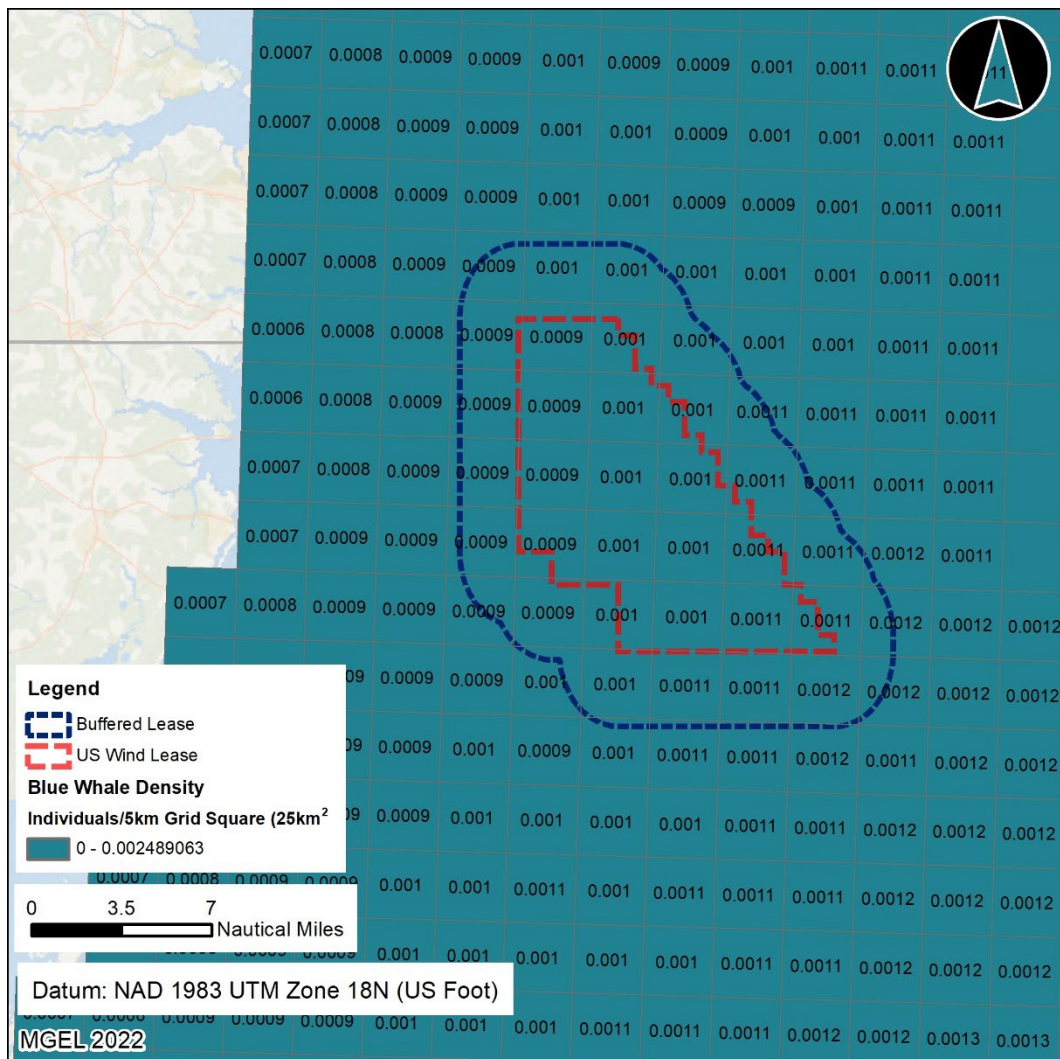 0.0007 0.0008 0.0009 0.0009 0.001 0.0009 0.0009 0.001 0.0011 0.0011
0.0007 0.0008 0.0009 0.0009 0.001 0.001 0.0009 0.001 0.001 0.0011 0.0011
0.0007 0.0008 0.0009 0.0009 0.001 0.001 0.0009 0.0009 0.001 0.0011 0.0011
0.0007 0.0008 0.0009 0.0009 0.001 0.001 0.001 0.001 0.001 0.0011 0.0011
0.0006 0.0008 0.0008 0.0009 0.0009 0.001 0.001 0.001 0.001 0.0011 0.0011
0.0006 0.0008 0.0009 0.0009 0.0009 0.001 0.001 0.0011 0.0011 0.0011 0.0011
0.0007 0.0008 0.0009 0.0009 0.0009 0.001 0.001 0.0011 0.0011 0.0011 0.0011
0.0007 0.0009 0.0009 0.0009 0.0009 0.001 0.001 0.0011 0.0011 0.0012 0.0011
0.0007 0.0008 0.0009 0.0009 0.0009 0.0009 0.001 0.001 0.0011 0.0011 0.0012 0.0012 0.0012
0.0009 0.0009 0.001 0.001 0.0011 0.0011 0.0012 0.0012 0.0012 0.0012
0.0009 0.001 0.0009 0.001 0.0011 0.0011 0.0012 0.0011 0.0012 0.0012
0.0009 0.001 0.001 0.001 0.001 0.0011 0.0011 0.0012 0.0012 0.0012
0.0007 0.0008 0.0009 0.0009 0.001 0.001 0.0011 0.001 0.0011 0.0011 0.0011 0.0012 0.0012 0.0012
0.0009 0.0009 0.001 0.001 0.001 0.001 0.001 0.0011 0.0011 0.0012 0.0012 0.0012
0.0009 0.0009 0.0009 0.001 0.001 0.001 0.0011 0.0011 0.0011 0.0012 0.0012 0.0013 0.0013
Legend
Buffered Lease
US Wind Lease
Blue Whale Density
Individuals/5km Grid Square (25km²
0 - 0.002489063
0 3.5 7
Nautical Miles
Datum: NAD 1983 UTM Zone 18N (US Foot)
MGEL 2022